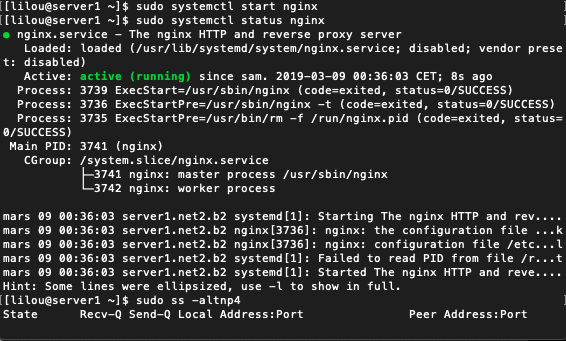 [[lilou@server1 ~]$ sudo systemctl start nginx
[[lilou@server1 ~]$ sudo systemctl status nginx
● nginx.service - The nginx HTTP and reverse proxy server
   Loaded: loaded (/usr/lib/systemd/system/nginx.service; disabled; vendor prese
t: disabled)
   Active: active (running) since sam. 2019-03-09 00:36:03 CET; 8s ago
  Process: 3739 ExecStart=/usr/sbin/nginx (code=exited, status=0/SUCCESS)
  Process: 3736 ExecStartPre=/usr/sbin/nginx -t (code=exited, status=0/SUCCESS)
  Process: 3735 ExecStartPre=/usr/bin/rm -f /run/nginx.pid (code=exited, status=
0/SUCCESS)
 Main PID: 3741 (nginx)
   CGroup: /system.slice/nginx.service
           ├─3741 nginx: master process /usr/sbin/nginx
           └─3742 nginx: worker process
mars 09 00:36:03 server1.net2.b2 systemd[1]: Starting The nginx HTTP and rev....
mars 09 00:36:03 server1.net2.b2 nginx[3736]: nginx: the configuration file ...k
mars 09 00:36:03 server1.net2.b2 nginx[3736]: nginx: configuration file /etc...l
mars 09 00:36:03 server1.net2.b2 systemd[1]: Failed to read PID from file /r...t
mars 09 00:36:03 server1.net2.b2 systemd[1]: Started The nginx HTTP and reve....
Hint: Some lines were ellipsized, use -l to show in full.
[[lilou@server1 ~]$ sudo ss -altnp4
State      Recv-Q Send-Q Local Address:Port               Peer Address:Port